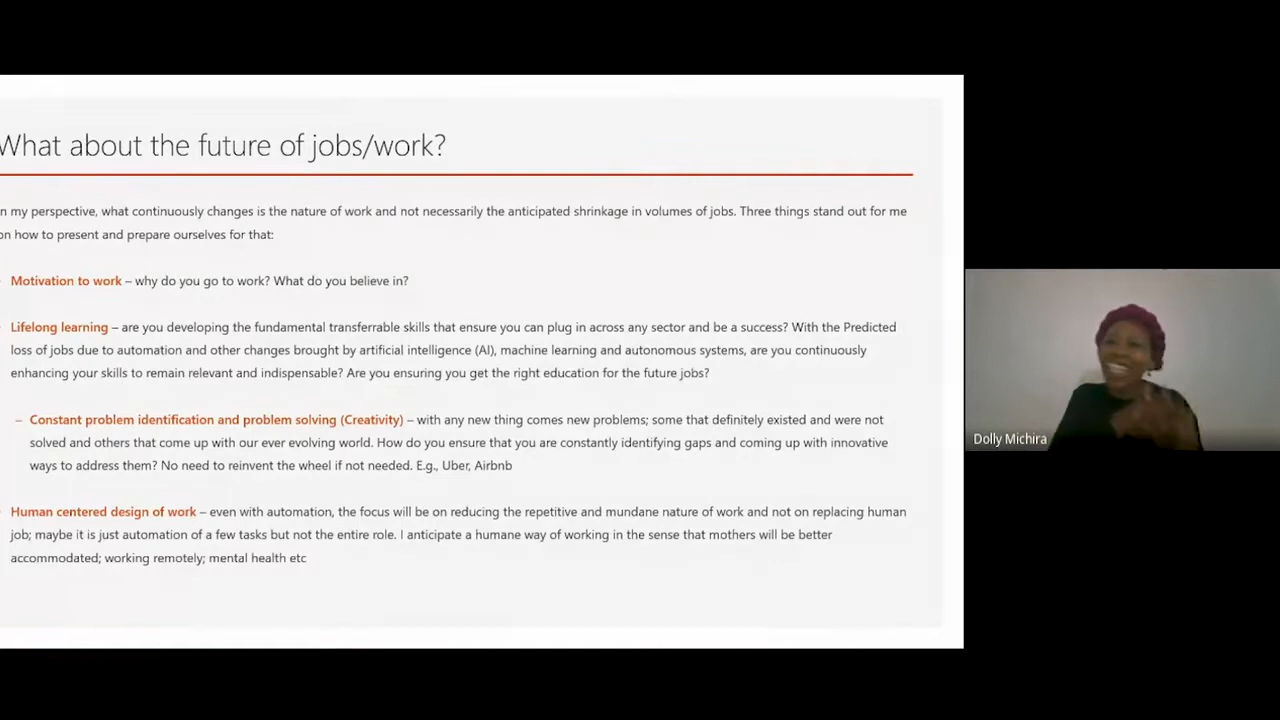 What about the future of jobs/work?
n my perspective, what continuously changes is the nature of work and not necessarily the anticipated shrinkage in volumes of jobs. Three things stand out for me
on how to present and prepare ourselves for that:
Motivation to work – why do you go to work? What do you believe in?
Lifelong learning – are you developing the fundamental transferrable skills that ensure you can plug in across any sector and be a success? With the Predicted
loss of jobs due to automation and other changes brought by artificial intelligence (AI), machine learning and autonomous systems, are you continuously
enhancing your skills to remain relevant and indispensable? Are you ensuring you get the right education for the future jobs?
– Constant problem identification and problem solving (Creativity) – with any new thing comes new problems; some that definitely existed and were not
solved and others that come up with our ever evolving world. How do you ensure that you are constantly identifying gaps and coming up with innovative
ways to address them? No need to reinvent the wheel if not needed. E.g., Uber, Airbnb
Human centered design of work – even with automation, the focus will be on reducing the repetitive and mundane nature of work and not on replacing human
job; maybe it is just automation of a few tasks but not the entire role. I anticipate a humane way of working in the sense that mothers will be better
accommodated; working remotely; mental health etc
Dolly Michira